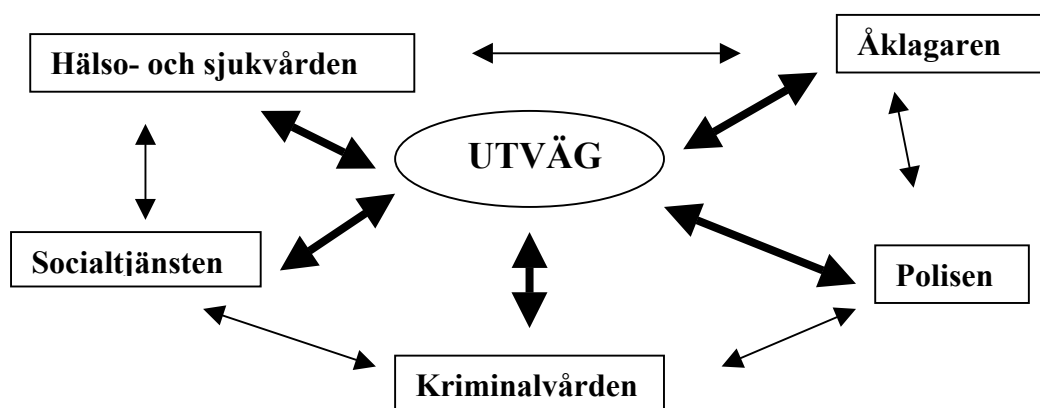 Hälso- och sjukvården
Åklagaren
UTVÄG
Socialtjänsten
Polisen
Kriminalvården